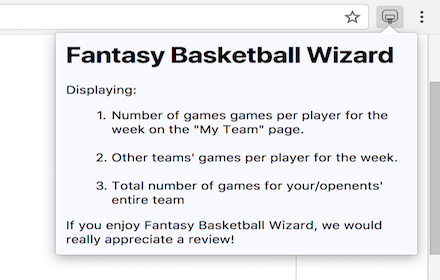 Fantasy Basketball Wizard
Displaying:
1. Number of games games per player for the
week on the "My Team" page.
2. Other teams' games per player for the week.
3. Total number of games for your/openents'
entire team
If you enjoy Fantasy Basketball Wizard, we would
really appreciate a review!